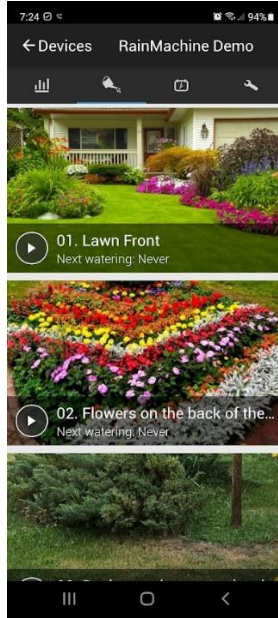 7:24 94%
Devices RainMachine Demo
01. Lawn Front
Next watering: Never
02. Flowers on the back of the...
Next watering: Never